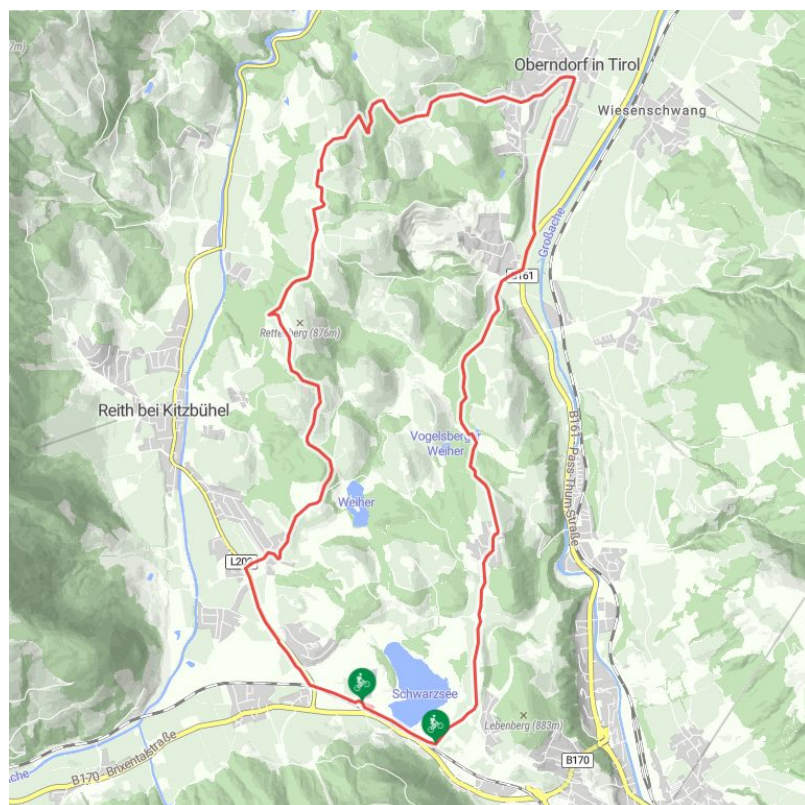 Oberndorf in Tirol
Wiesenschwang
Großache
B161
Rettenberg (876m)
Reith bei Kitzbühel
Vogelsberg
Weiher
B161 - Pass-Thurn-Straße
Weiher
Schwarzsee
Lebenberg (883m)
B170 - Brixentalstraße
B170